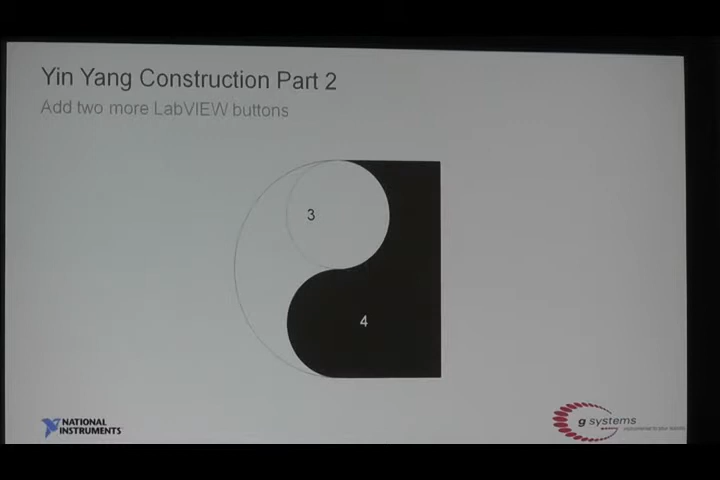 Yin Yang Construction Part 2
Add two more LabVIEW buttons
3
4
NATIONAL
INSTRUMENTS
g systems